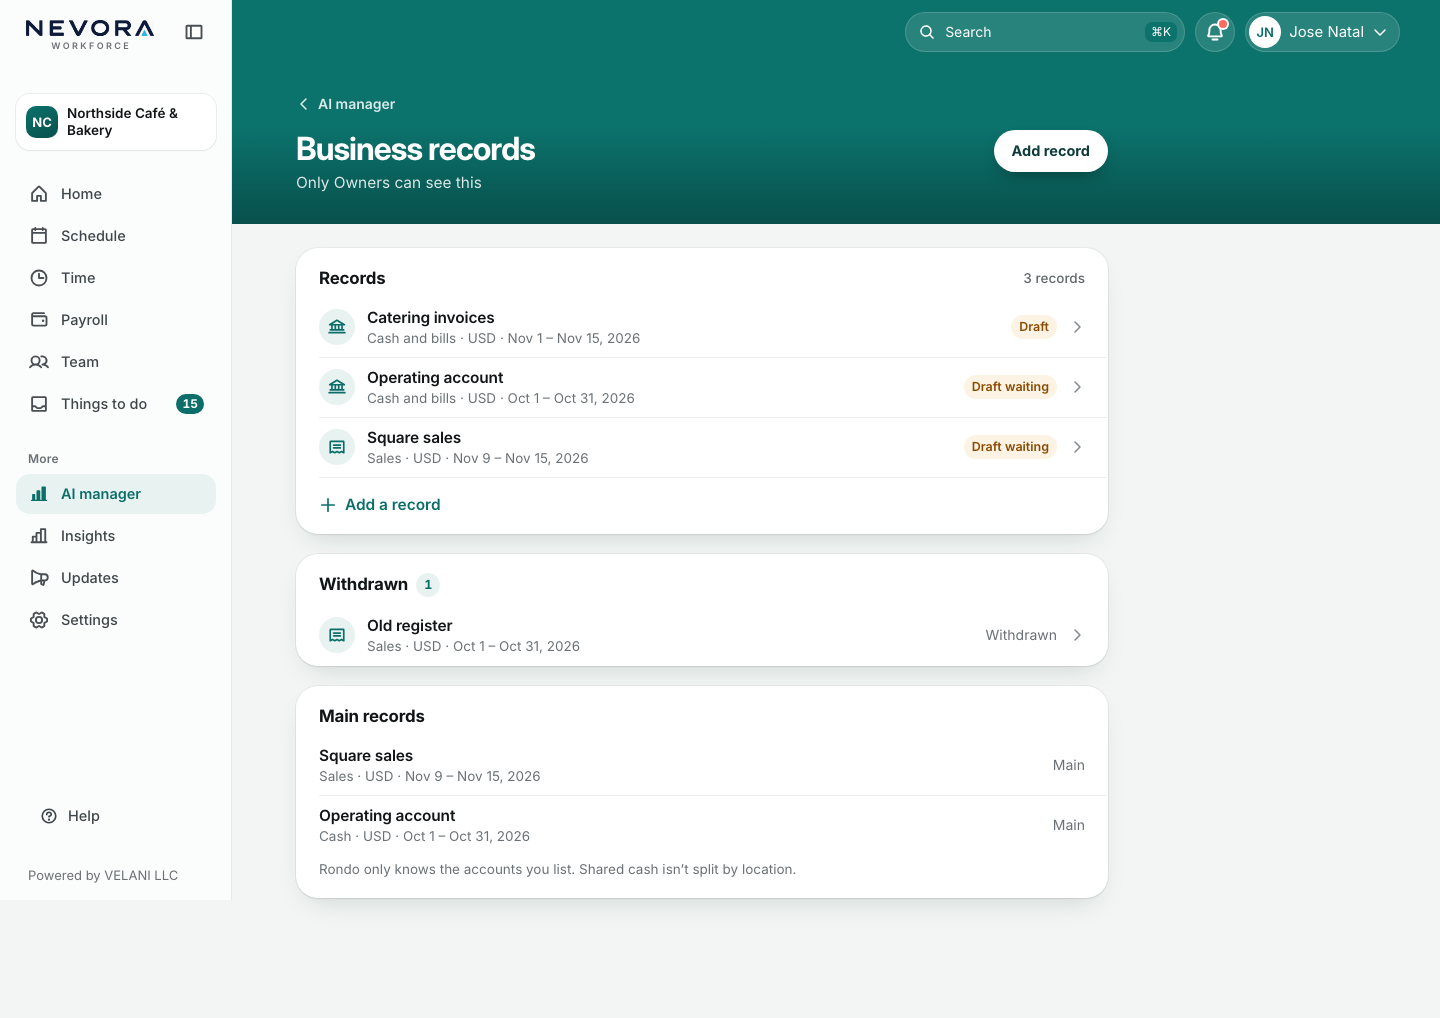 NEVORA
WORKFORCE
Search
⌘K
JN
Jose Natal
NC
Northside Café &
Bakery
Home
Schedule
Time
Payroll
Team
Things to do
15
More
AI manager
Insights
Updates
Settings
Help
Powered by VELANI LLC
AI manager
Business records
Only Owners can see this
Add record
Records
3 records
Catering invoices
Cash and bills · USD · Nov 1 – Nov 15, 2026
Draft
Operating account
Cash and bills · USD · Oct 1 – Oct 31, 2026
Draft waiting
Square sales
Sales · USD · Nov 9 – Nov 15, 2026
Draft waiting
Add a record
Withdrawn
1
Old register
Sales · USD · Oct 1 – Oct 31, 2026
Withdrawn
Main records
Square sales
Sales · USD · Nov 9 – Nov 15, 2026
Main
Operating account
Cash · USD · Oct 1 – Oct 31, 2026
Main
Rondo only knows the accounts you list. Shared cash isn’t split by location.